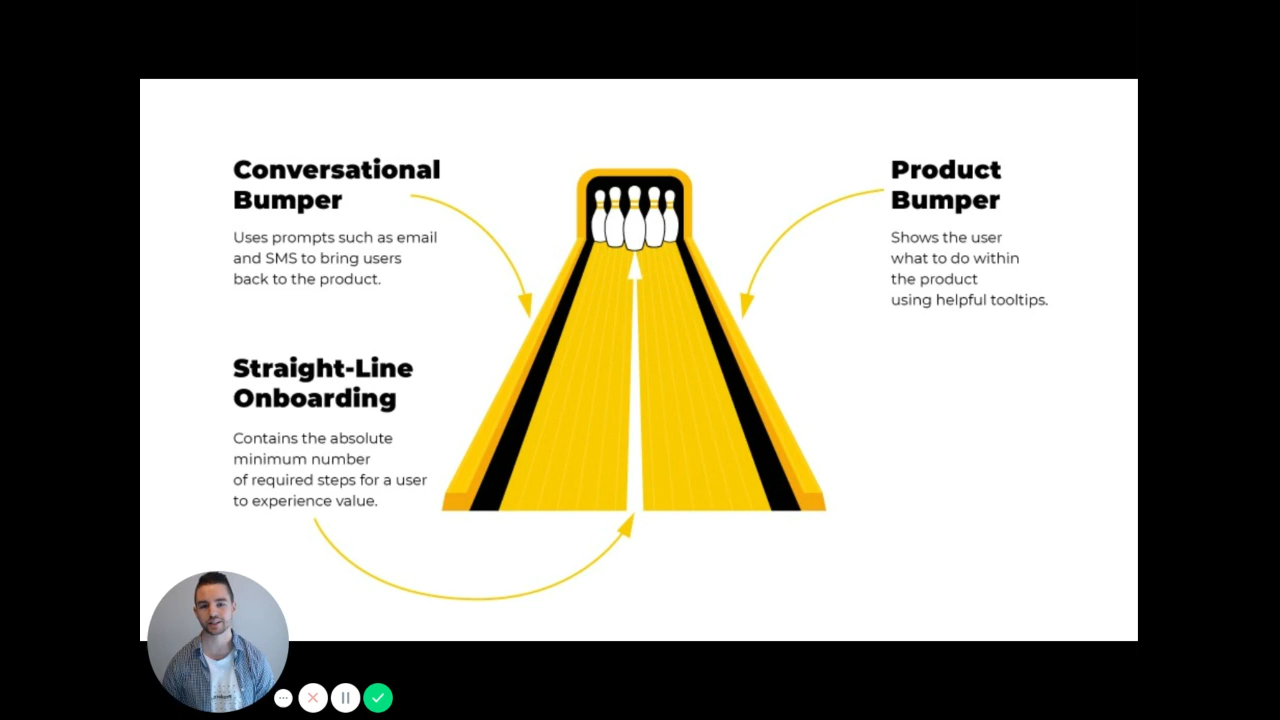 Conversational
Bumper
Uses prompts such as email
and SMS to bring users
back to the product.
Straight-Line
Onboarding
Contains the absolute
minimum number
of required steps for a user
to experience value.
Product
Bumper
Shows the user
what to do within
the product
using helpful tooltips.